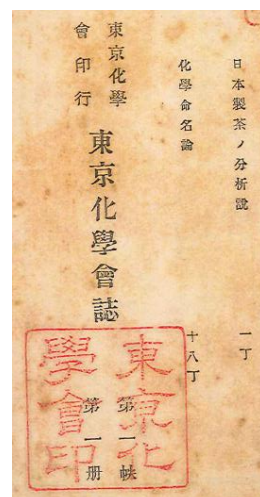 日本製茶ノ分析說 一丁
化學命名論 十八丁
東京化學會誌
第一帙
第一册
東京化學
會印行
東京化
學會印